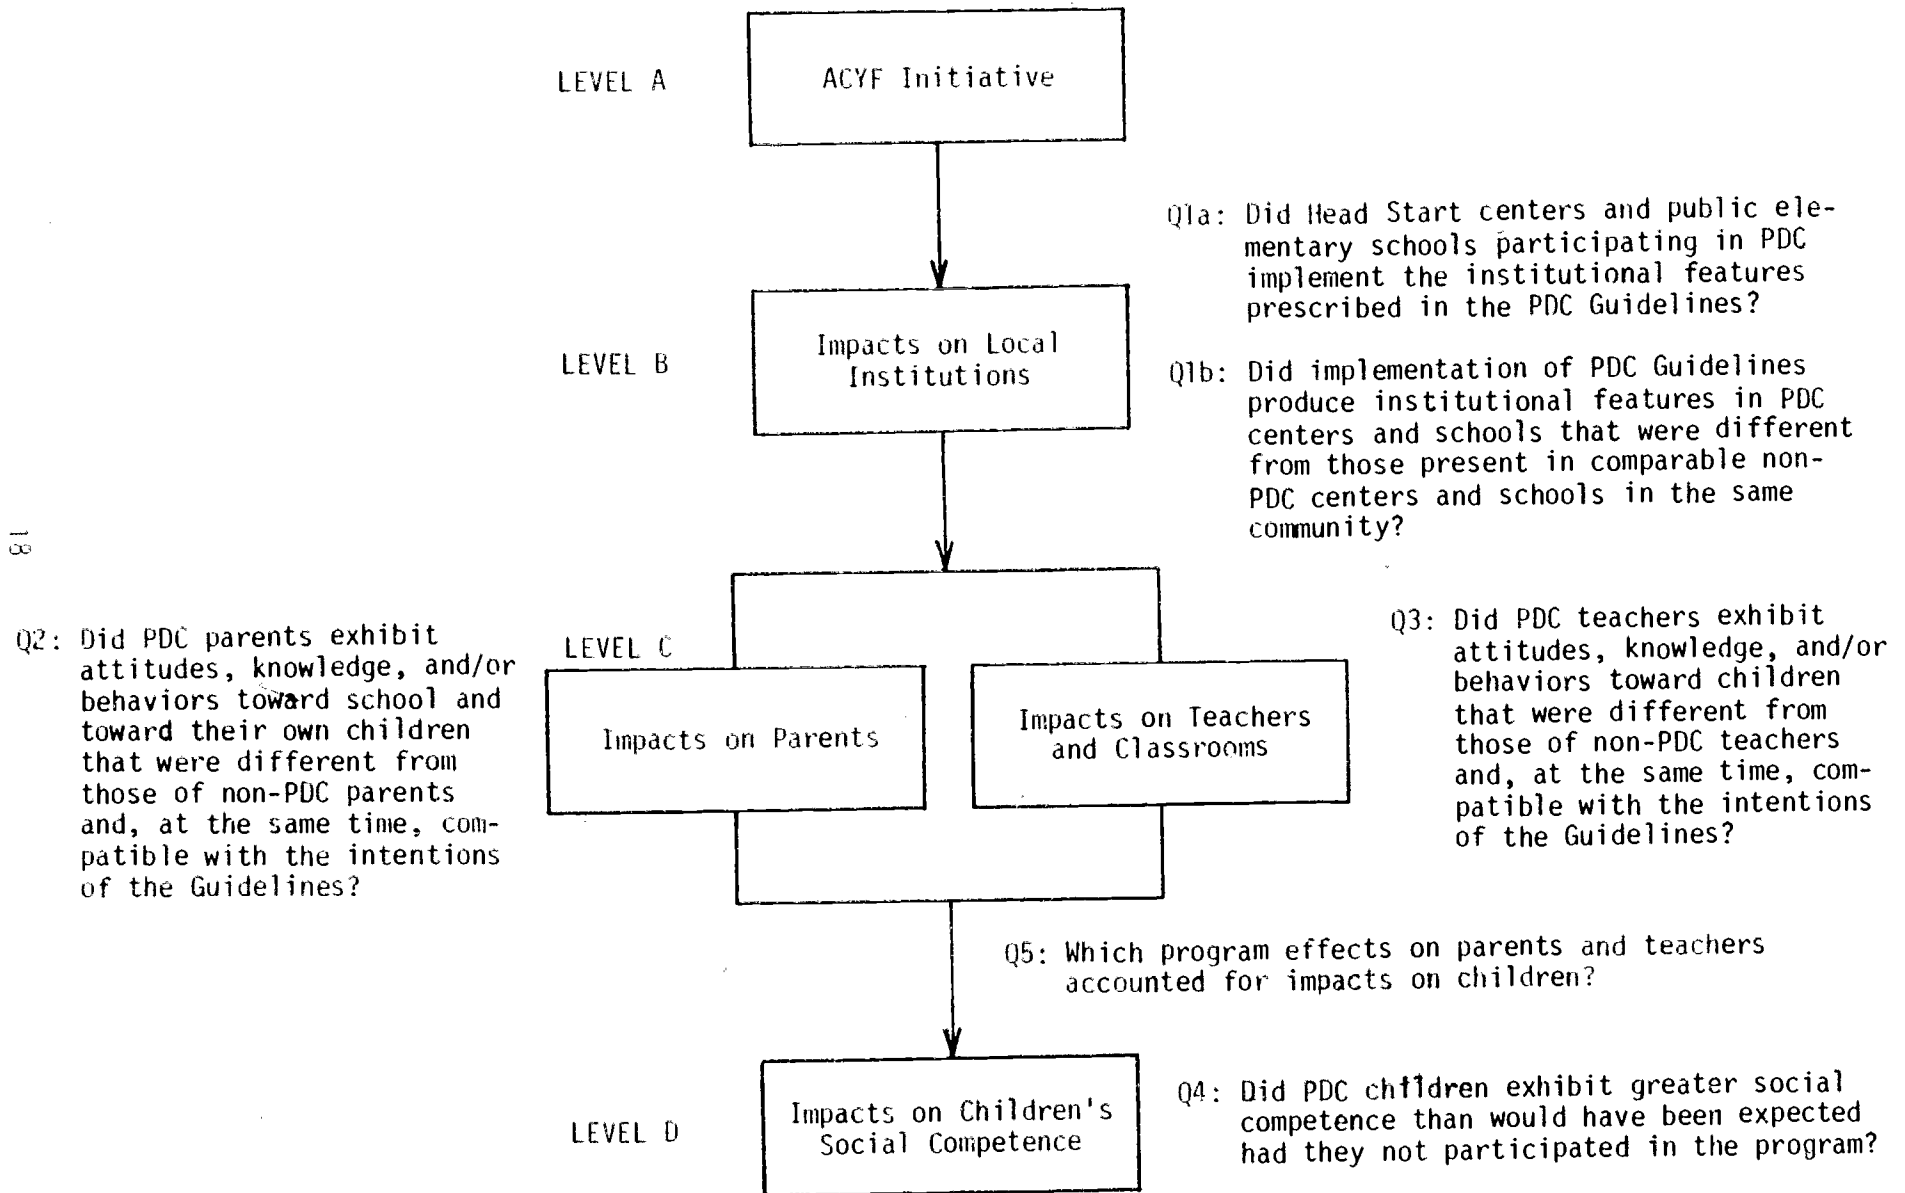 LEVEL A
ACYF Initiative
Q1a: Did Head Start centers and public ele-
mentary schools participating in PDC
implement the institutional features
prescribed in the PDC Guidelines?
LEVEL B
Impacts on Local
Institutions
Q1b: Did implementation of PDC Guidelines
produce institutional features in PDC
centers and schools that were different
from those present in comparable non-
PDC centers and schools in the same
community?
18
Q2: Did PDC parents exhibit
attitudes, knowledge, and/or
behaviors toward school and
toward their own children
that were different from
those of non-PDC parents
and, at the same time, com-
patible with the intentions
of the Guidelines?
LEVEL C
Impacts on Parents
Impacts on Teachers
and Classrooms
Q3: Did PDC teachers exhibit
attitudes, knowledge, and/or
behaviors toward children
that were different from
those of non-PDC teachers
and, at the same time, com-
patible with the intentions
of the Guidelines?
Q5: Which program effects on parents and teachers
accounted for impacts on children?
LEVEL D
Impacts on Children's
Social Competence
Q4: Did PDC children exhibit greater social
competence than would have been expected
had they not participated in the program?